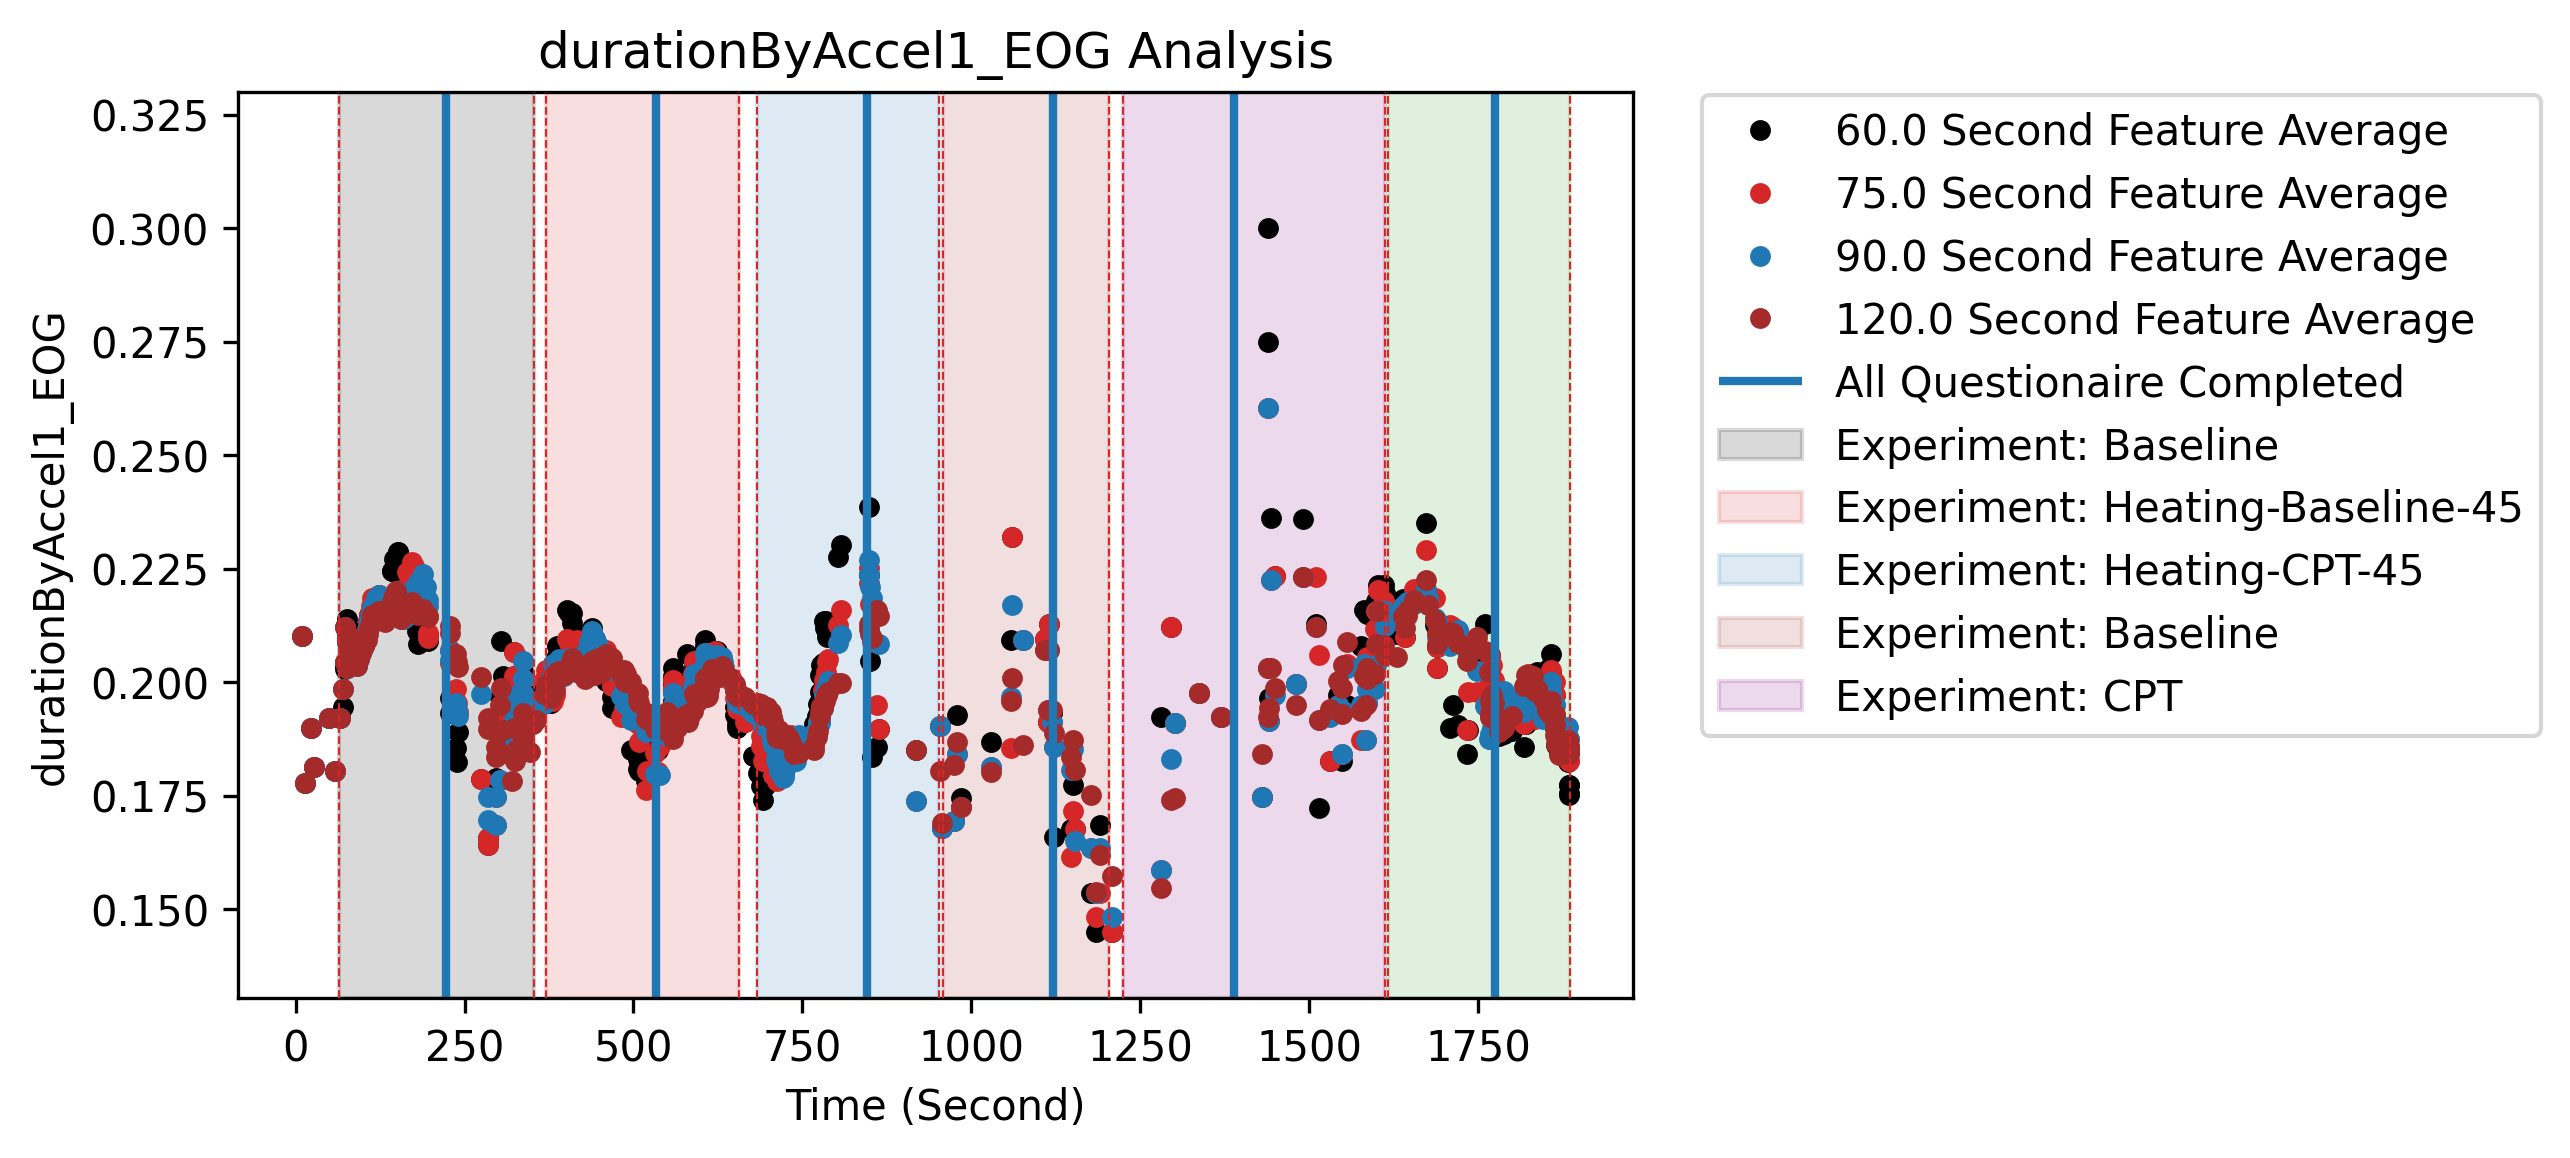 durationByAccel1_EOG Analysis
durationByAccel1_EOG
0.325
0.300
0.275
0.250
0.225
0.200
0.175
0.150
0 250 500 750 1000 1250 1500 1750
Time (Second)
60.0 Second Feature Average
75.0 Second Feature Average
90.0 Second Feature Average
120.0 Second Feature Average
All Questionaire Completed
Experiment: Baseline
Experiment: Heating-Baseline-45
Experiment: Heating-CPT-45
Experiment: Baseline
Experiment: CPT